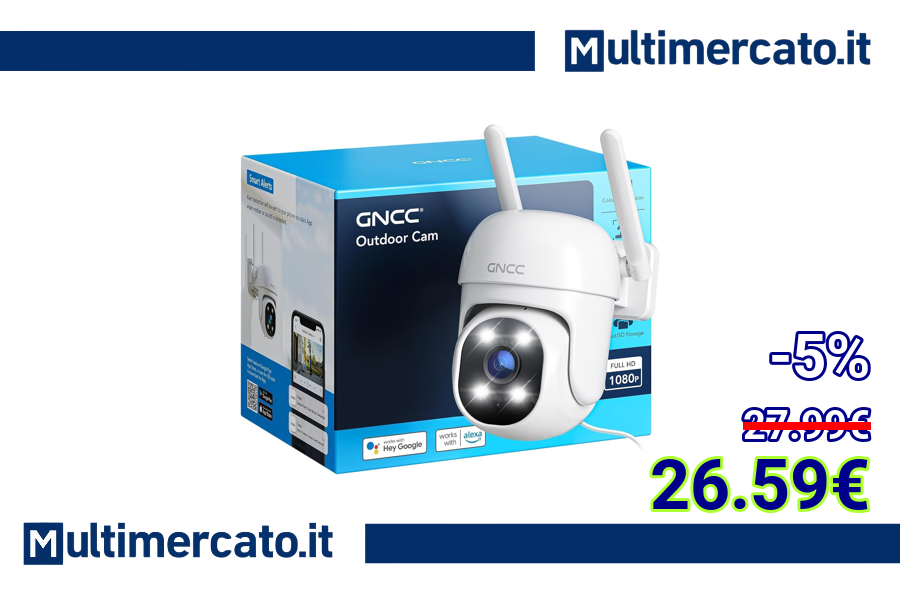 Multimercato.it
GNCC
Smart Alerts
GNCC®
Outdoor Cam
GNCC
FULL HD
1080P
works with
Hey Google
works
with
alexa
-5%
27.99€
26.59€
Multimercato.it